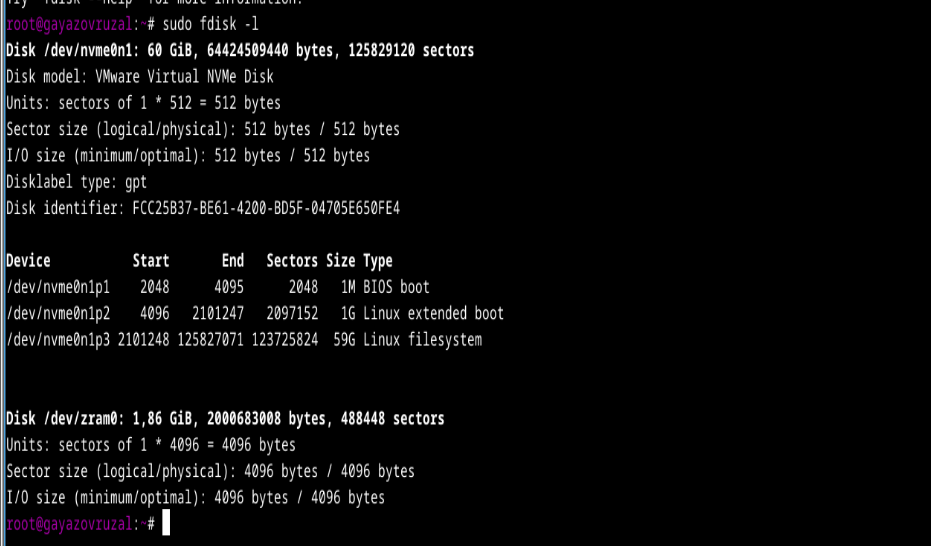 Try 'fdisk --help' for more information.
root@gayazovruzal:~# sudo fdisk -l
Disk /dev/nvme0n1: 60 GiB, 64424509440 bytes, 125829120 sectors
Disk model: VMware Virtual NVMe Disk
Units: sectors of 1 * 512 = 512 bytes
Sector size (logical/physical): 512 bytes / 512 bytes
I/O size (minimum/optimal): 512 bytes / 512 bytes
Disklabel type: gpt
Disk identifier: FCC25B37-BE61-4200-BD5F-04705E650FE4
Device Start End Sectors Size Type
/dev/nvme0n1p1 2048 4095 2048 1M BIOS boot
/dev/nvme0n1p2 4096 2101247 2097152 1G Linux extended boot
/dev/nvme0n1p3 2101248 125827071 123725824 59G Linux filesystem
Disk /dev/zram0: 1,86 GiB, 2000683008 bytes, 488448 sectors
Units: sectors of 1 * 4096 = 4096 bytes
Sector size (logical/physical): 4096 bytes / 4096 bytes
I/O size (minimum/optimal): 4096 bytes / 4096 bytes
root@gayazovruzal:~#